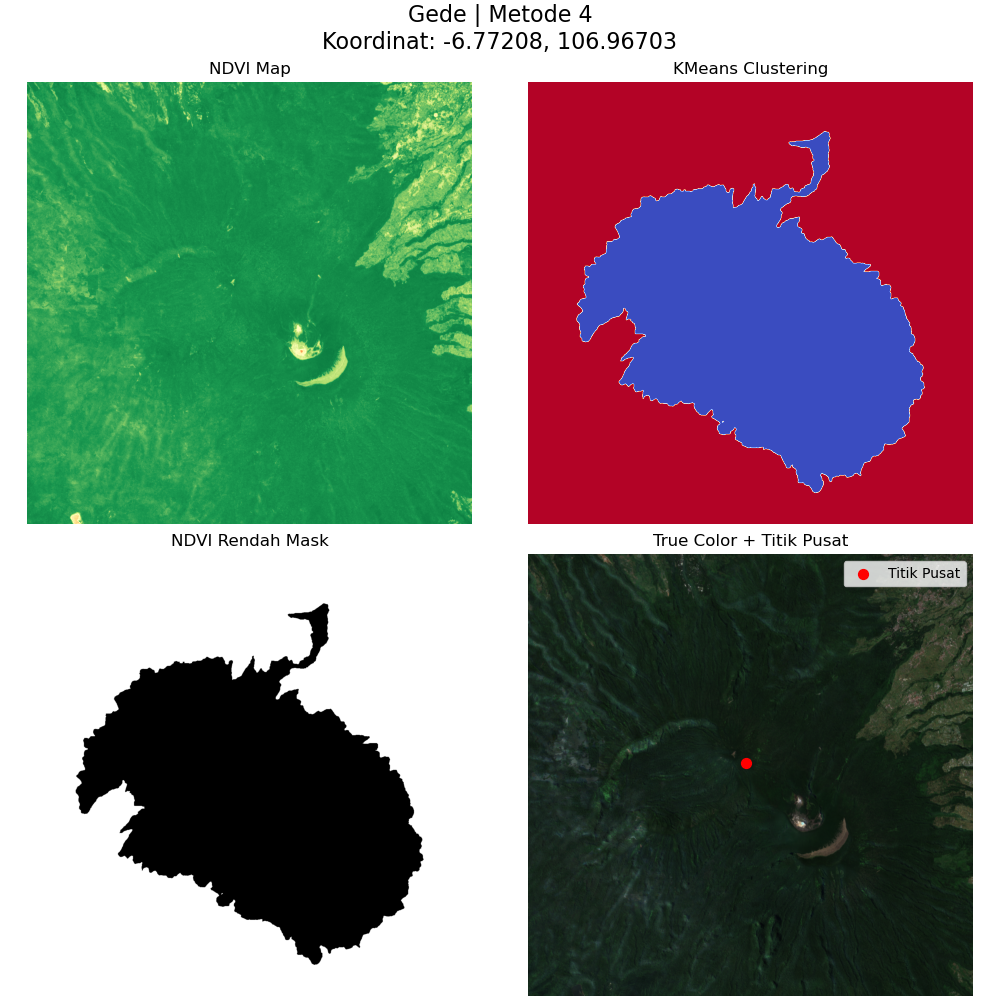 Gede | Metode 4
Koordinat: -6.77208, 106.96703
NDVI Map
KMeans Clustering
NDVI Rendah Mask
True Color + Titik Pusat
Titik Pusat